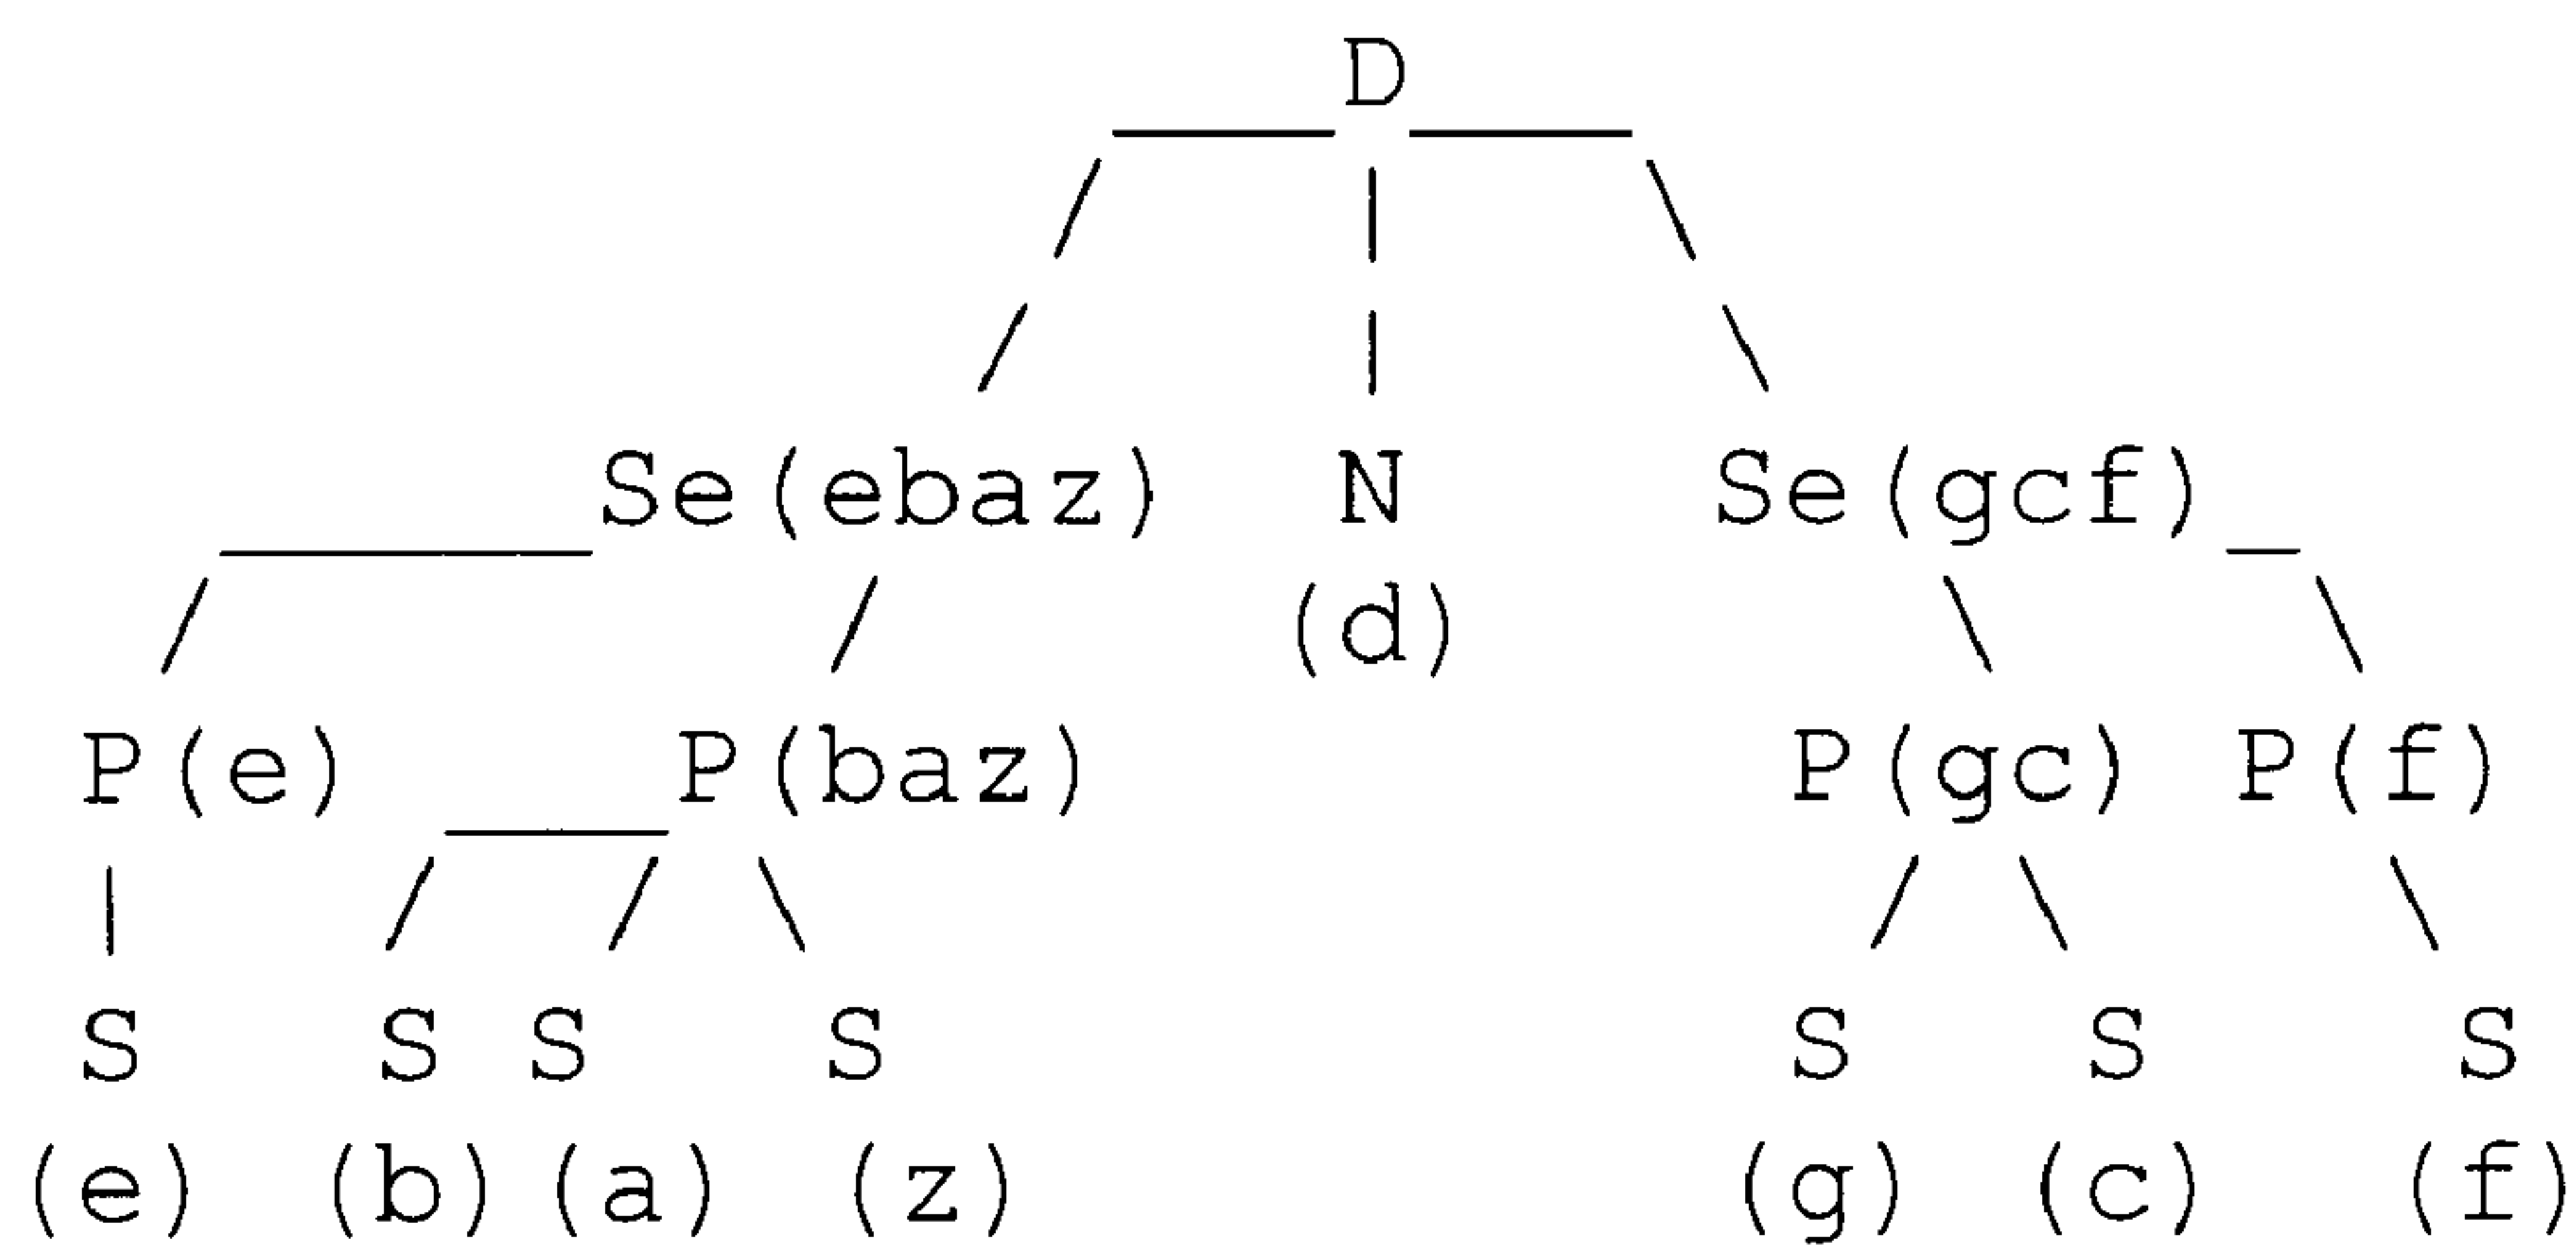 D
Se(ebaz) N Se(gcf)
(d)
P(e) P(baz) P(gc) P(f)
S S S S S S S
(e) (b) (a) (z) (g) (c) (f)